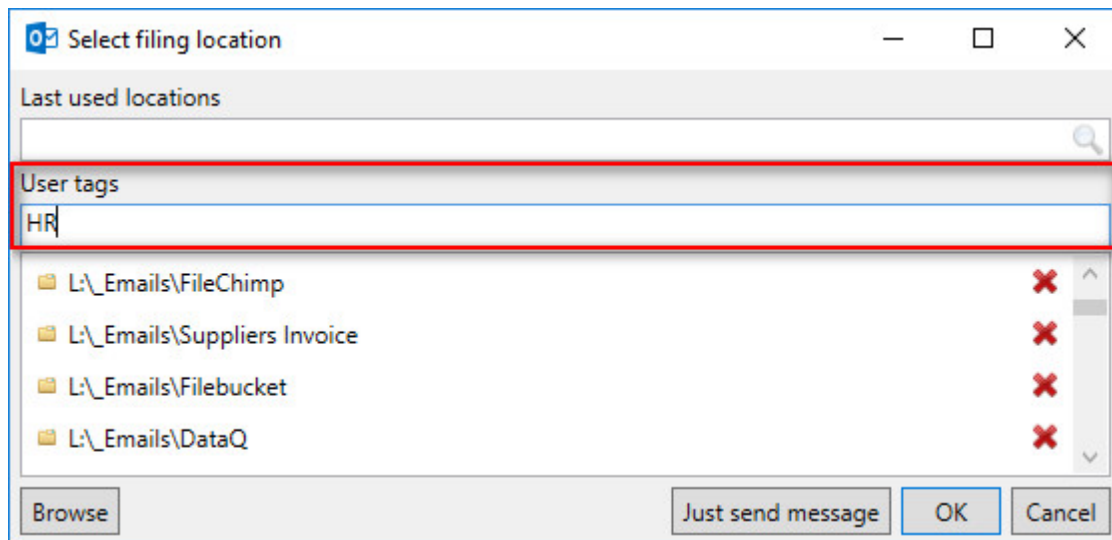 Select filing location
Last used locations
User tags
HR
L:\_Emails\FileChimp
L:\_Emails\Suppliers Invoice
L:\_Emails\Filebucket
L:\_Emails\DataQ
Browse Just send message OK Cancel